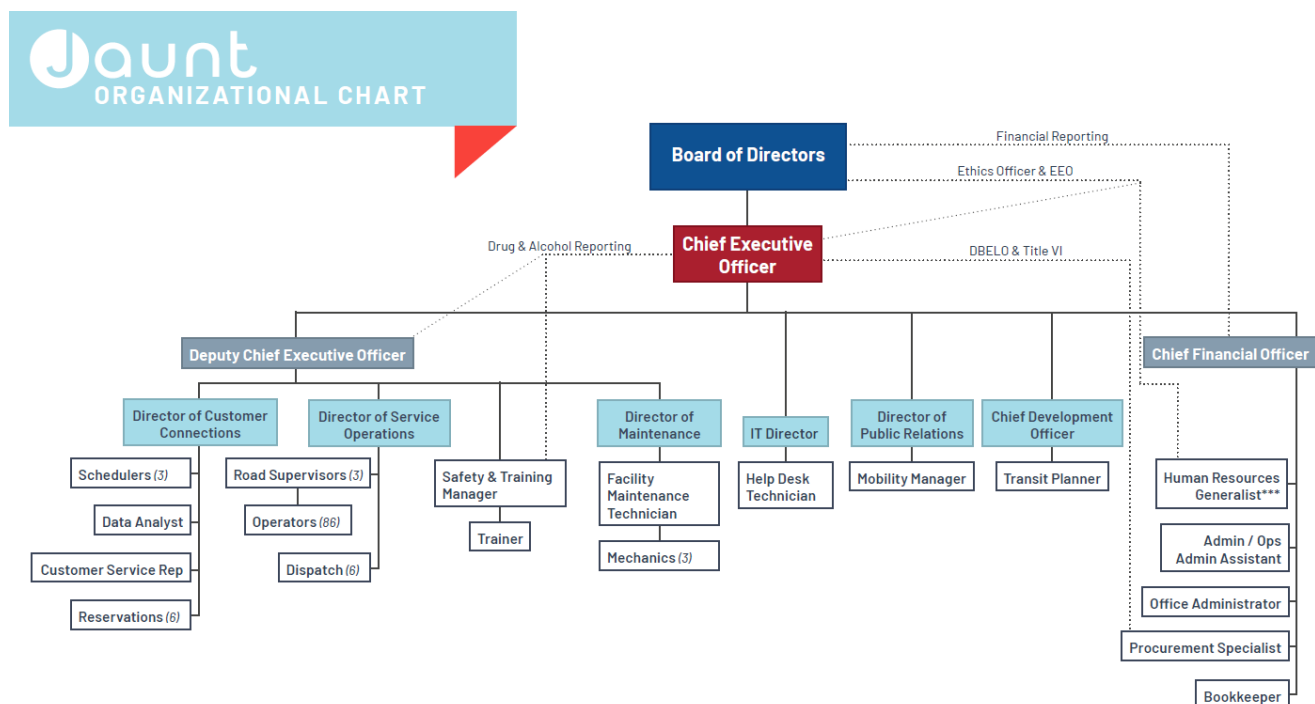 Jaunt
ORGANIZATIONAL CHART
Board of Directors
Financial Reporting
Ethics Officer & EEO
Chief Executive
Officer
Drug & Alcohol Reporting
DBELO & Title VI
Deputy Chief Executive Officer
Chief Financial Officer
Director of Customer
Connections
Director of Service
Operations
Director of
Maintenance
IT Director
Director of
Public Relations
Chief Development
Officer
Schedulers (3)
Data Analyst
Customer Service Rep
Reservations (6)
Road Supervisors (3)
Operators (86)
Dispatch (6)
Safety & Training
Manager
Trainer
Facility
Maintenance
Technician
Mechanics (3)
Help Desk
Technician
Mobility Manager
Transit Planner
Human Resources
Generalist***
Admin / Ops
Admin Assistant
Office Administrator
Procurement Specialist
Bookkeeper